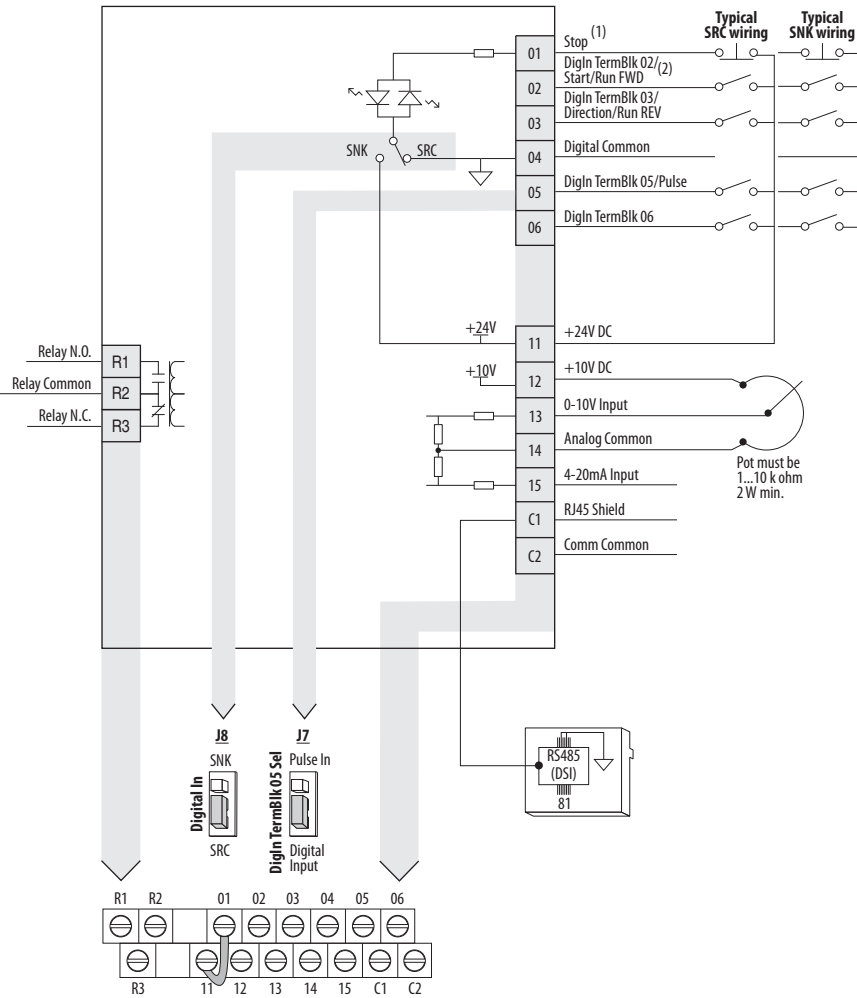 Typical
SRC wiring
Typical
SNK wiring
01
Stop (1)
02
DigIn TermBlk 02/
Start/Run FWD (2)
03
DigIn TermBlk 03/
Direction/Run REV
SNK
SRC
04
Digital Common
05
DigIn TermBlk 05/Pulse
06
DigIn TermBlk 06
+24V
11
+24V DC
+10V
12
+10V DC
13
0-10V Input
14
Analog Common
15
4-20mA Input
C1
RJ45 Shield
C2
Comm Common
Pot must be
1...10 k ohm
2 W min.
Relay N.O.
R1
Relay Common
R2
Relay N.C.
R3
J8
SNK
Digital In
SRC
J7
Pulse In
DigIn TermBlk 05 Sel
Digital
Input
RS485
(DSI)
81
R1 R2 01 02 03 04 05 06
R3 11 12 13 14 15 C1 C2